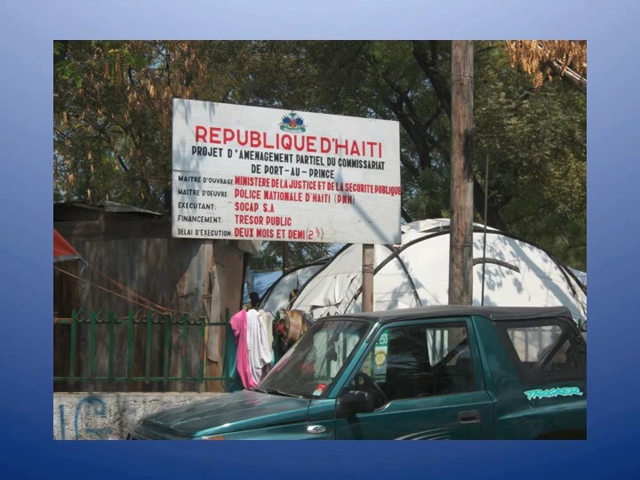 REPUBLIQUE D'HAITI
PROJET D'AMENAGEMENT PARTIEL DU COMMISSARIAT
DE PORT-AU-PRINCE
MAITRE D'OUVRAGE: MINISTERE DE LA JUSTICE ET DE LA SECURITE PUBLIQUE
MAITRE D'OEUVRE: POLICE NATIONALE D'HAITI (PNH)
EXECUTANT: SOCAP S.A
FINANCEMENT: TRESOR PUBLIC
DELAI D'EXECUTION: DEUX MOIS ET DEMI (2 ½)
TRACKER